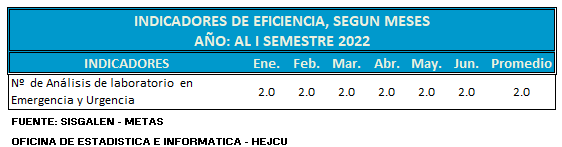 INDICADORES DE EFICIENCIA, SEGUN MESES
AÑO: AL I SEMESTRE 2022
INDICADORES Ene. Feb. Mar. Abr. May. Jun. Promedio
Nº de Análisis de laboratorio en
Emergencia y Urgencia 2.0 2.0 2.0 2.0 2.0 2.0 2.0
FUENTE: SISGALEN - METAS
OFICINA DE ESTADISTICA E INFORMATICA - HEJCU